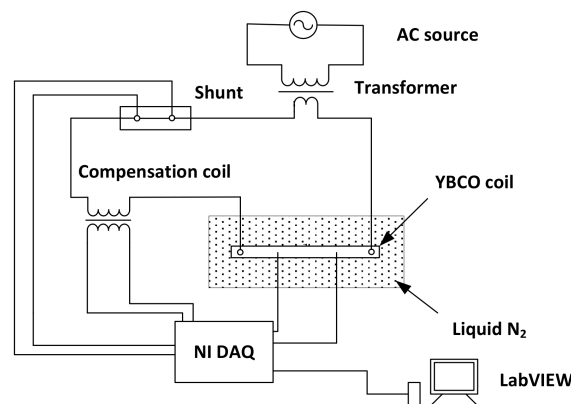 AC source
Transformer
Shunt
Compensation coil
YBCO coil
Liquid N₂
NI DAQ
LabVIEW